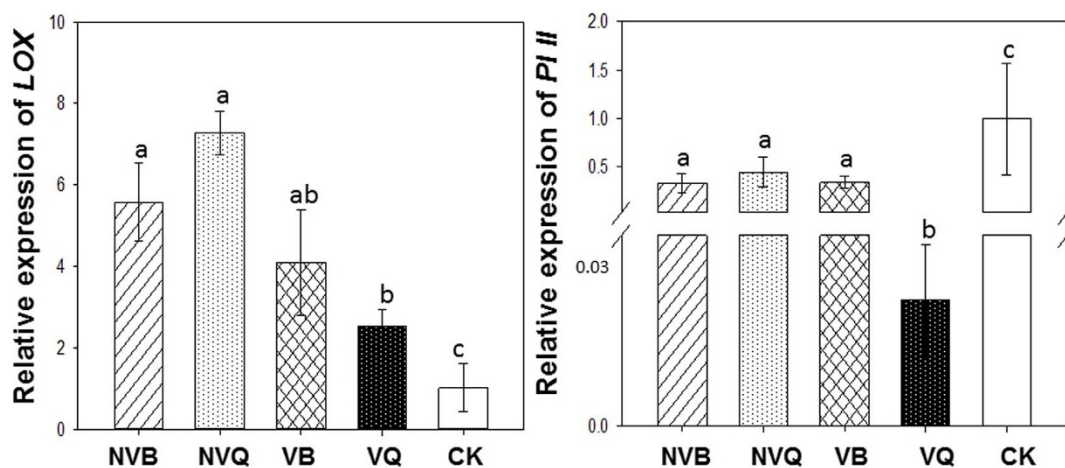 Relative expression of LOX
10
8
6
4
2
0
a
a
ab
b
c
NVB NVQ VB VQ CK
Relative expression of PI II
2.0
1.5
1.0
0.5
0.03
0.0
a
a
a
b
c
NVB NVQ VB VQ CK